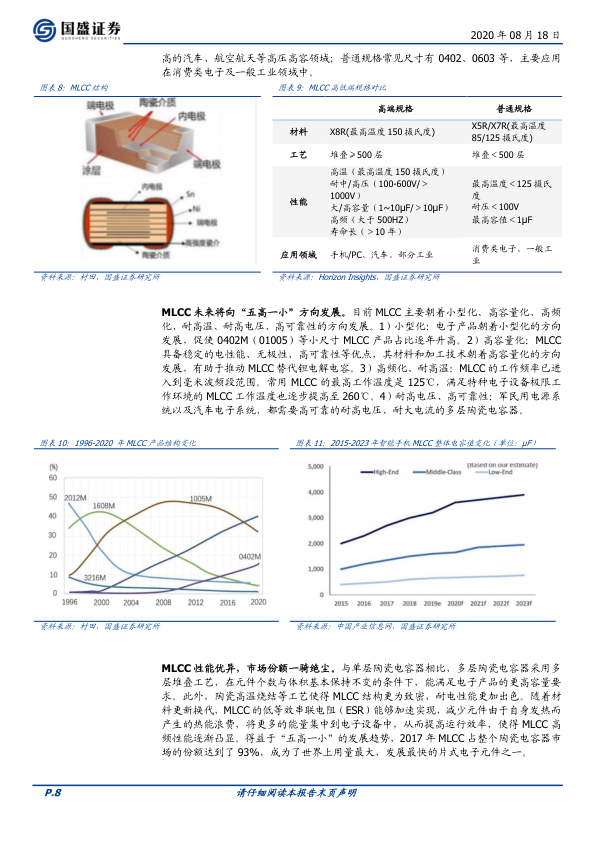 国盛证券
GUOSHENG SECURITIES
2020 年 08 月 18 日
高的汽车、航空航天等高压高容领域；普通规格常见尺寸有 0402、0603 等，主要应用
在消费类电子及一般工业领域中。
图表 8：MLCC 结构
陶瓷介质
端电极
内电极
涂层
端电极
内电极
Sn
Ni
端电极
高强度瓷介
资料来源：村田，国盛证券研究所
图表 9：MLCC 高低端规格对比
高端规格 普通规格
材料 X8R(最高温度 150 摄氏度) X5R/X7R(最高温度
85/125 摄氏度)
工艺 堆叠≥500 层 堆叠＜500 层
高温（最高温度 150 摄氏度）
耐中/高压（100-600V/＞
1000V）
性能 大/高容量（1~10μF/＞10μF）
高频（大于 500HZ）
寿命长（＞10 年）
最高温度＜125 摄氏
度
耐压＜100V
最高容值＜1μF
应用领域 手机/PC、汽车、部分工业 消费类电子、一般工
业
资料来源：Horizon Insights，国盛证券研究所
MLCC 未来将向“五高一小”方向发展。目前 MLCC 主要朝着小型化、高容量化、高频
化、耐高温、耐高电压、高可靠性的方向发展。1）小型化：电子产品朝着小型化的方向
发展，促使 0402M（01005）等小尺寸 MLCC 产品占比逐年升高。2）高容量化：MLCC
具备稳定的电性能、无极性、高可靠性等优点，其材料和加工技术朝着高容量化的方向
发展，有助于推动 MLCC 替代钽电解电容。3）高频化、耐高温：MLCC 的工作频率已进
入到毫米波频段范围。常用 MLCC 的最高工作温度是 125℃，满足特种电子设备极限工
作环境的 MLCC 工作温度也逐步提高至 260℃。4）耐高电压、高可靠性：军民用电源系
统以及汽车电子系统，都需要高可靠的耐高电压、耐大电流的多层陶瓷电容器。
图表 10：1996-2020 年 MLCC 产品结构变化
(%)
60
50
40
30
20
10
0
2012M
1608M
1005M
0402M
3216M
1996 2000 2004 2008 2012 2016 2020
资料来源：村田，国盛证券研究所
图表 11：2015-2023 年智能手机 MLCC 整体电容值变化（单位：μF）
(Based on our estimate)
High-End Middle-Class Low-End
5,000
4,000
3,000
2,000
1,000
0
2015 2016 2017 2018 2019e 2020f 2021f 2022f 2023f
资料来源：中国产业信息网，国盛证券研究所
MLCC 性能优异，市场份额一骑绝尘。与单层陶瓷电容器相比，多层陶瓷电容器采用多
层堆叠工艺，在元件个数与体积基本保持不变的条件下，能满足电子产品的更高容量要
求。此外，陶瓷高温烧结等工艺使得 MLCC 结构更为致密，耐电性能更加出色。随着材
料更新换代，MLCC 的低等效串联电阻（ESR）能够加速实现，减少元件由于自身发热而
产生的热能浪费，将更多的能量集中到电子设备中，从而提高运行效率，使得 MLCC 高
频性能逐渐凸显。得益于“五高一小”的发展趋势，2017 年 MLCC 占整个陶瓷电容器市
场的份额达到了 93%，成为了世界上用量最大，发展最快的片式电子元件之一。
P.8
请仔细阅读本报告末页声明